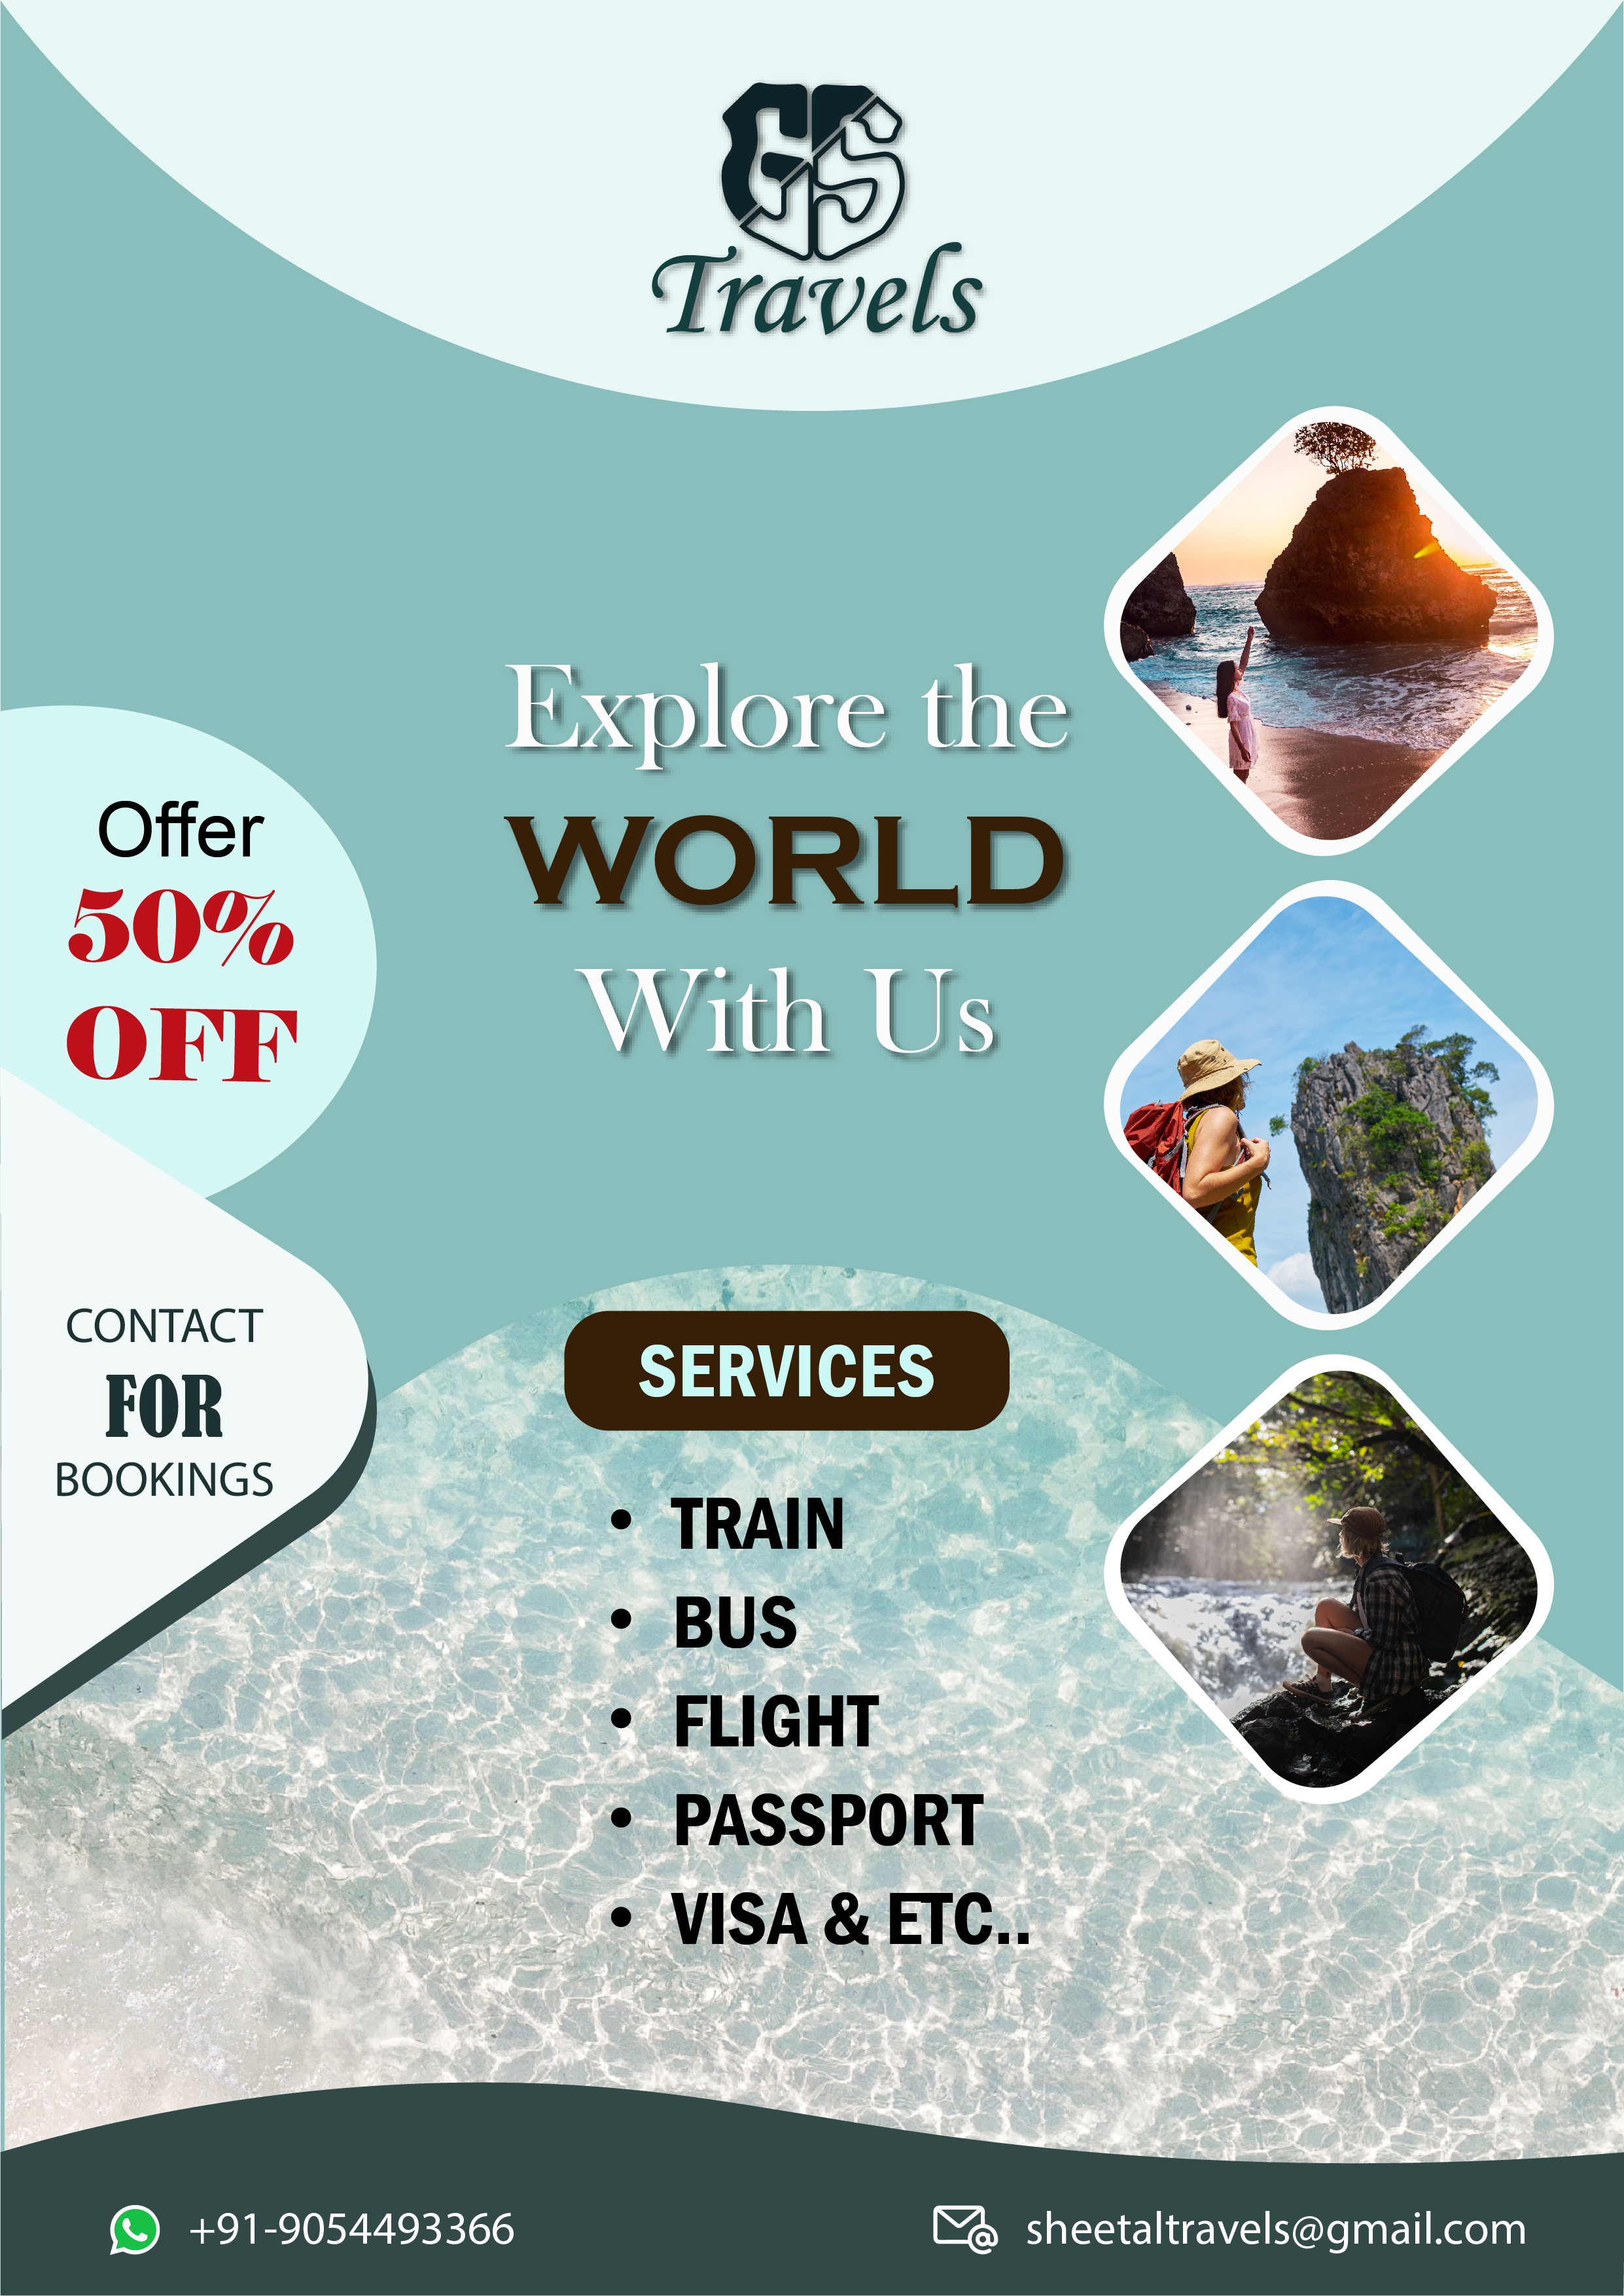 GS
Travels
Explore the
WORLD
With Us
Offer
50%
OFF
CONTACT
FOR
BOOKINGS
SERVICES
• TRAIN
• BUS
• FLIGHT
• PASSPORT
• VISA & ETC..
+91-9054493366
sheetaltravels@gmail.com